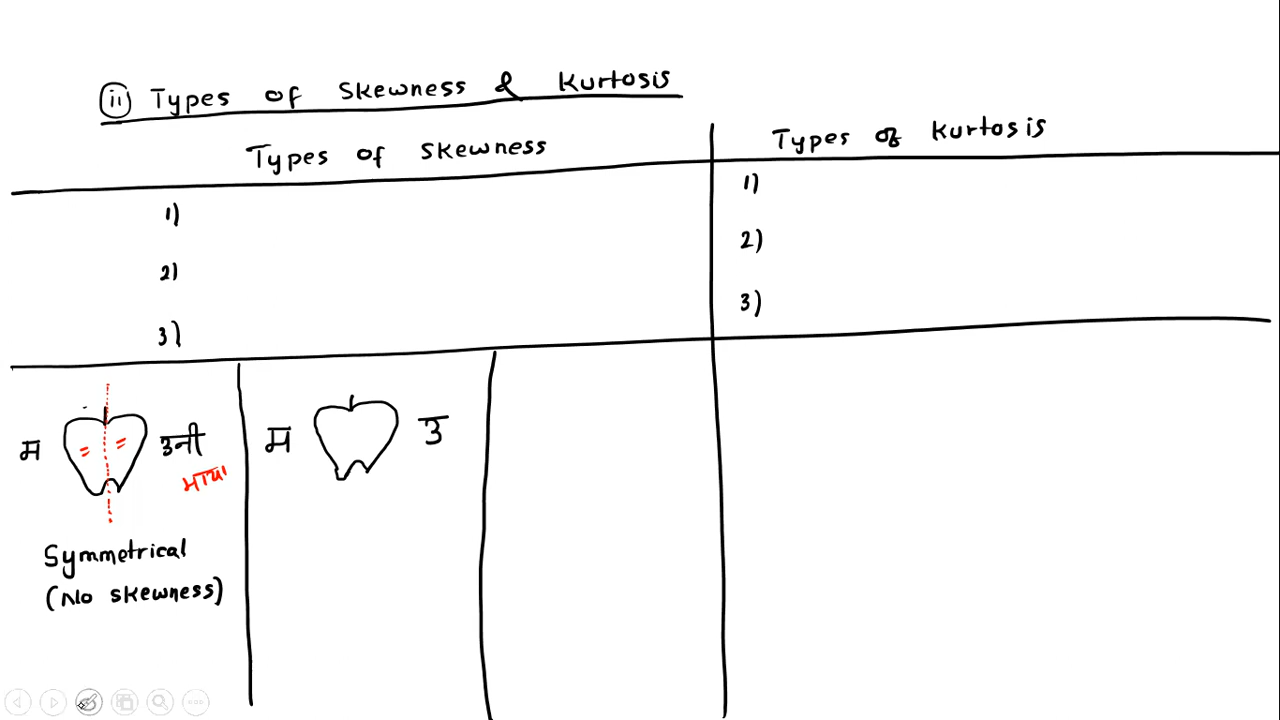 ii) Types of Skewness & Kurtosis
Types of Skewness
Types of Kurtosis
1)
2)
3)
1)
2)
3)
म
=
=
उनी
Symmetrical
(No skewness)
म
उ